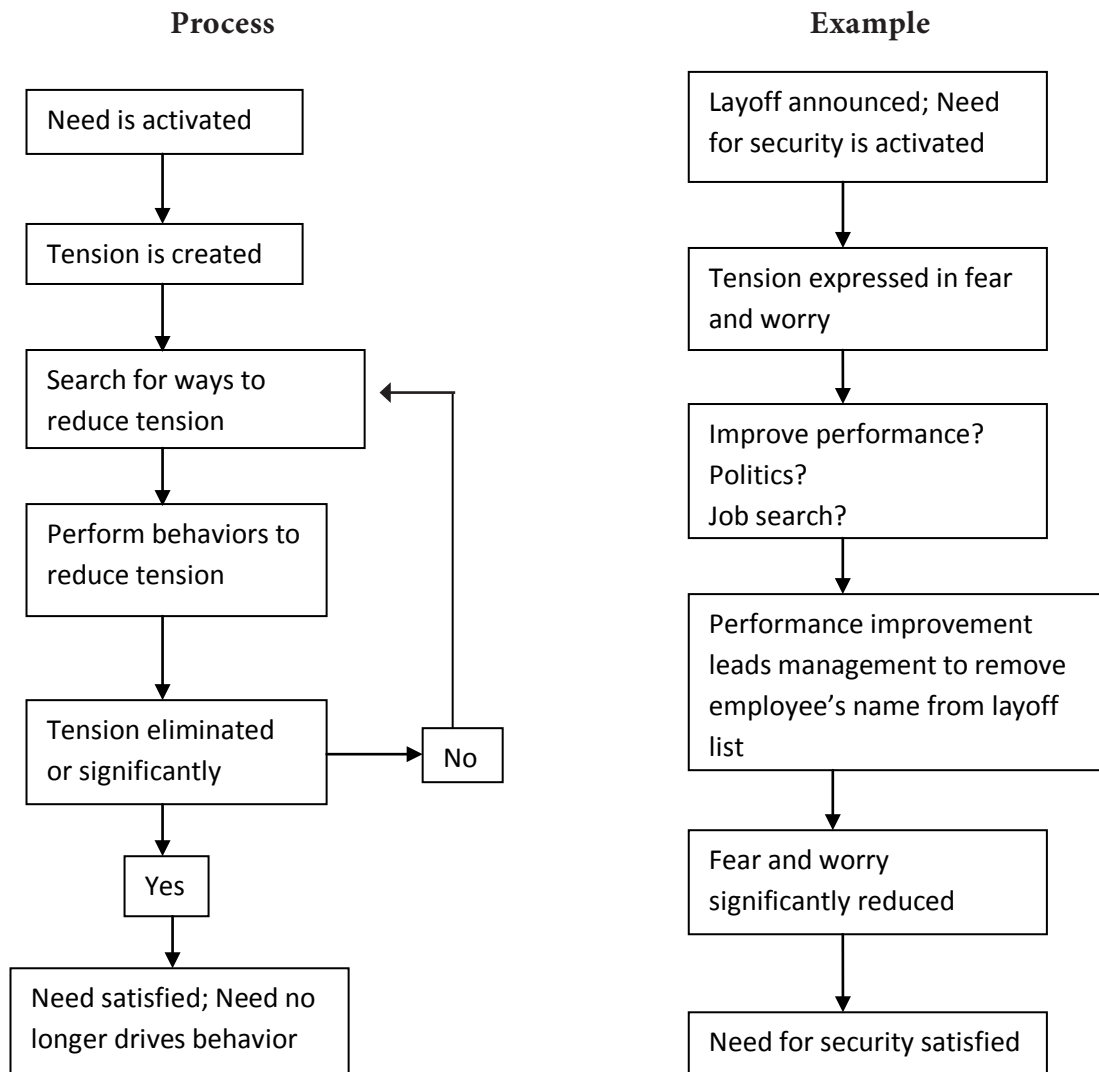 Process
Need is activated
Tension is created
Search for ways to
reduce tension
Perform behaviors to
reduce tension
Tension eliminated
or significantly
No
Yes
Need satisfied; Need no
longer drives behavior
Example
Layoff announced; Need
for security is activated
Tension expressed in fear
and worry
Improve performance?
Politics?
Job search?
Performance improvement
leads management to remove
employee’s name from layoff
list
Fear and worry
significantly reduced
Need for security satisfied